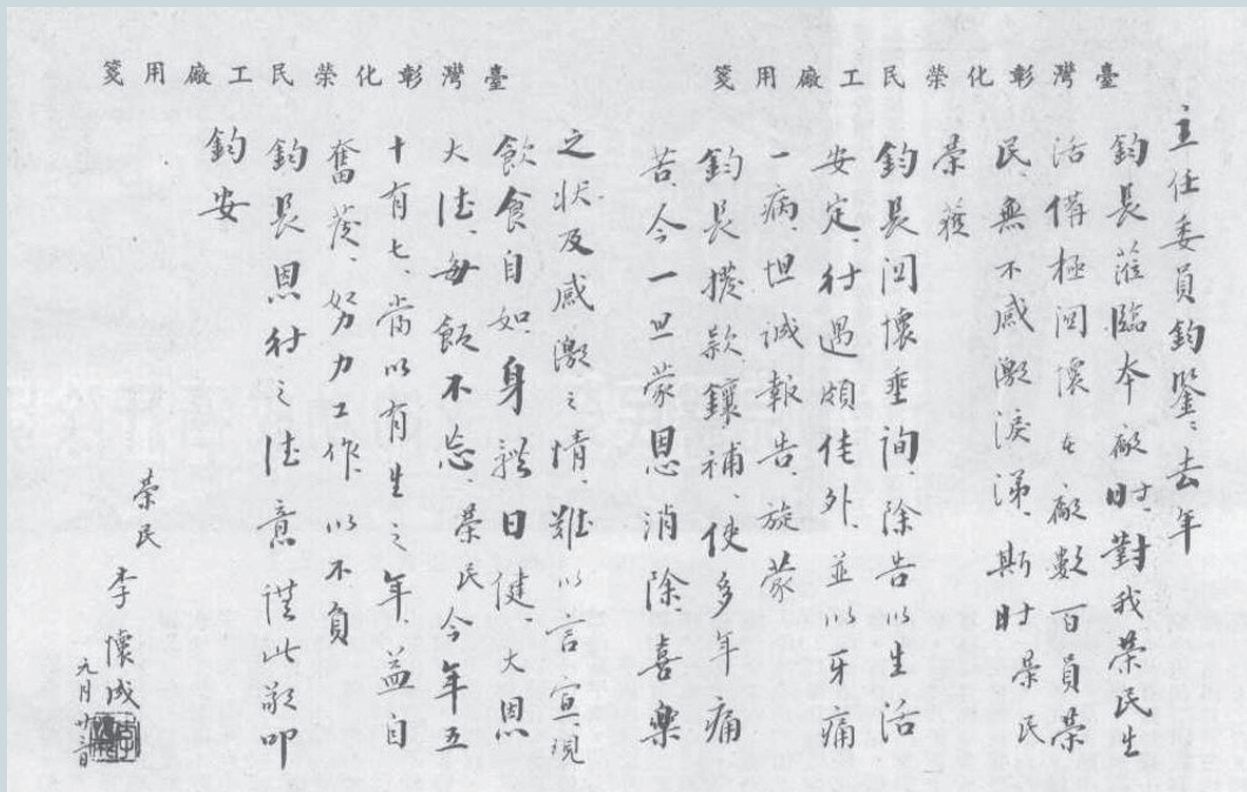 臺灣彰化榮民工廠用箋
主任委員鈞鑒、去年
鈞長蒞臨本廠時、對我榮民生
活備極関懷、廠數百員榮
民、無不感激淚涕、斯時榮民
榮獲
鈞長関懷垂詢、除告以生活
安定、待遇頗佳外、並以牙痛
一病、坦誠報告、旋蒙
鈞長撥款鑲補、使多年痛
苦、今一旦蒙恩消除、喜樂
臺灣彰化榮民工廠用箋
之狀及感激之情、難以言宣、現
飲食自如、身體日健、大恩
大德、每飯不忘、榮民今年五
十有七、當以有生之年、益自
奮發、努力工作、以不負
鈞長恩待之德意 謹此敬叩
鈞安
榮民 李懷成
元月廿日